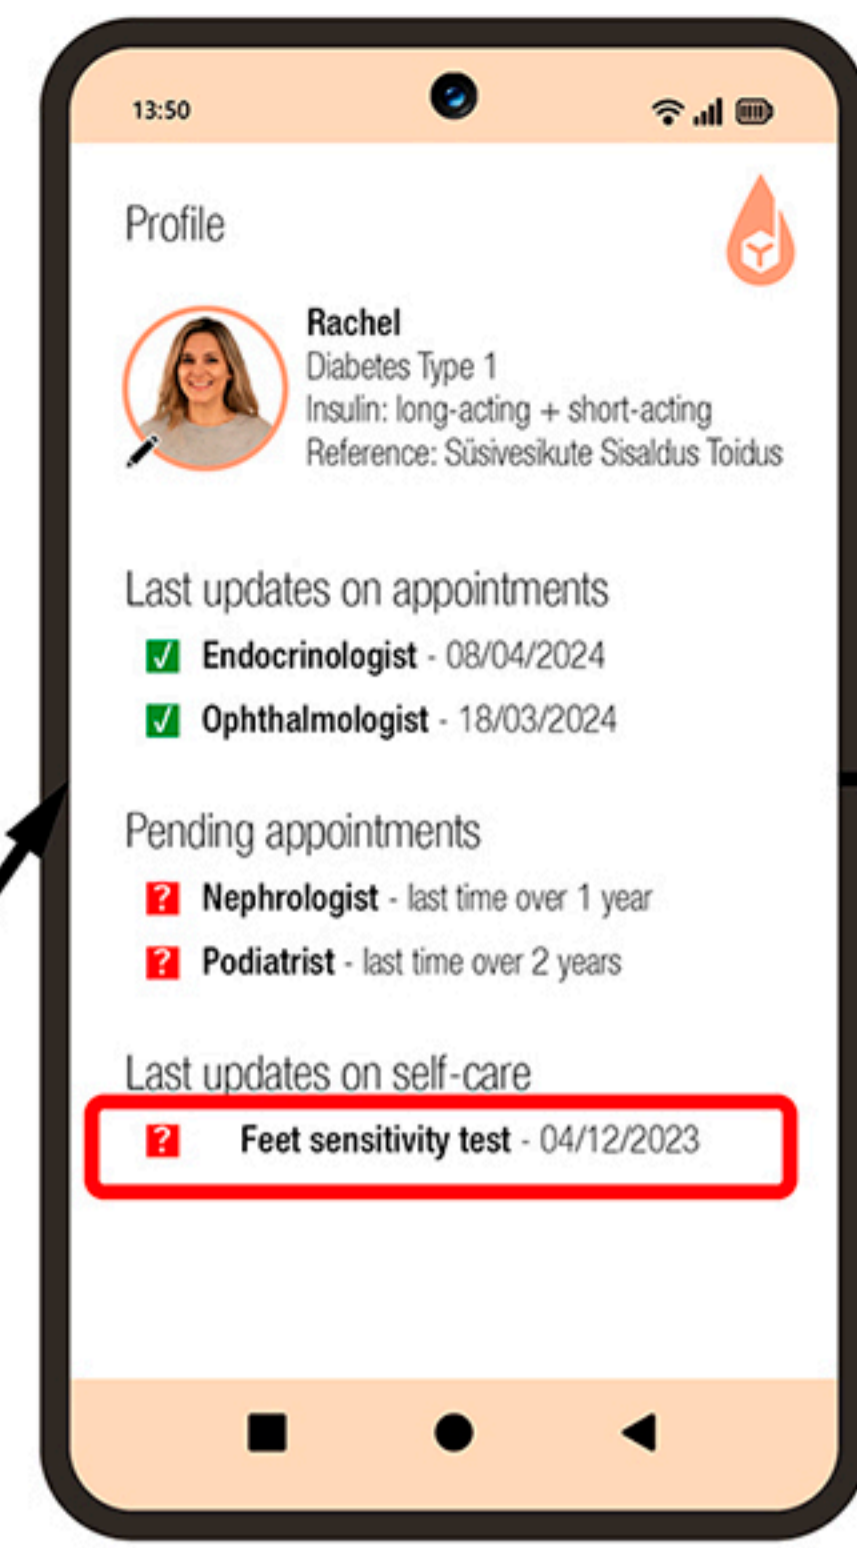 13:50
Profile
Rachel
Diabetes Type 1
Insulin: long-acting + short-acting
Reference: Süsivesikute Sisaldus Toidus
Last updates on appointments
Endocrinologist - 08/04/2024
Ophthalmologist - 18/03/2024
Pending appointments
? Nephrologist - last time over 1 year
? Podiatrist - last time over 2 years
Last updates on self-care
? Feet sensitivity test - 04/12/2023